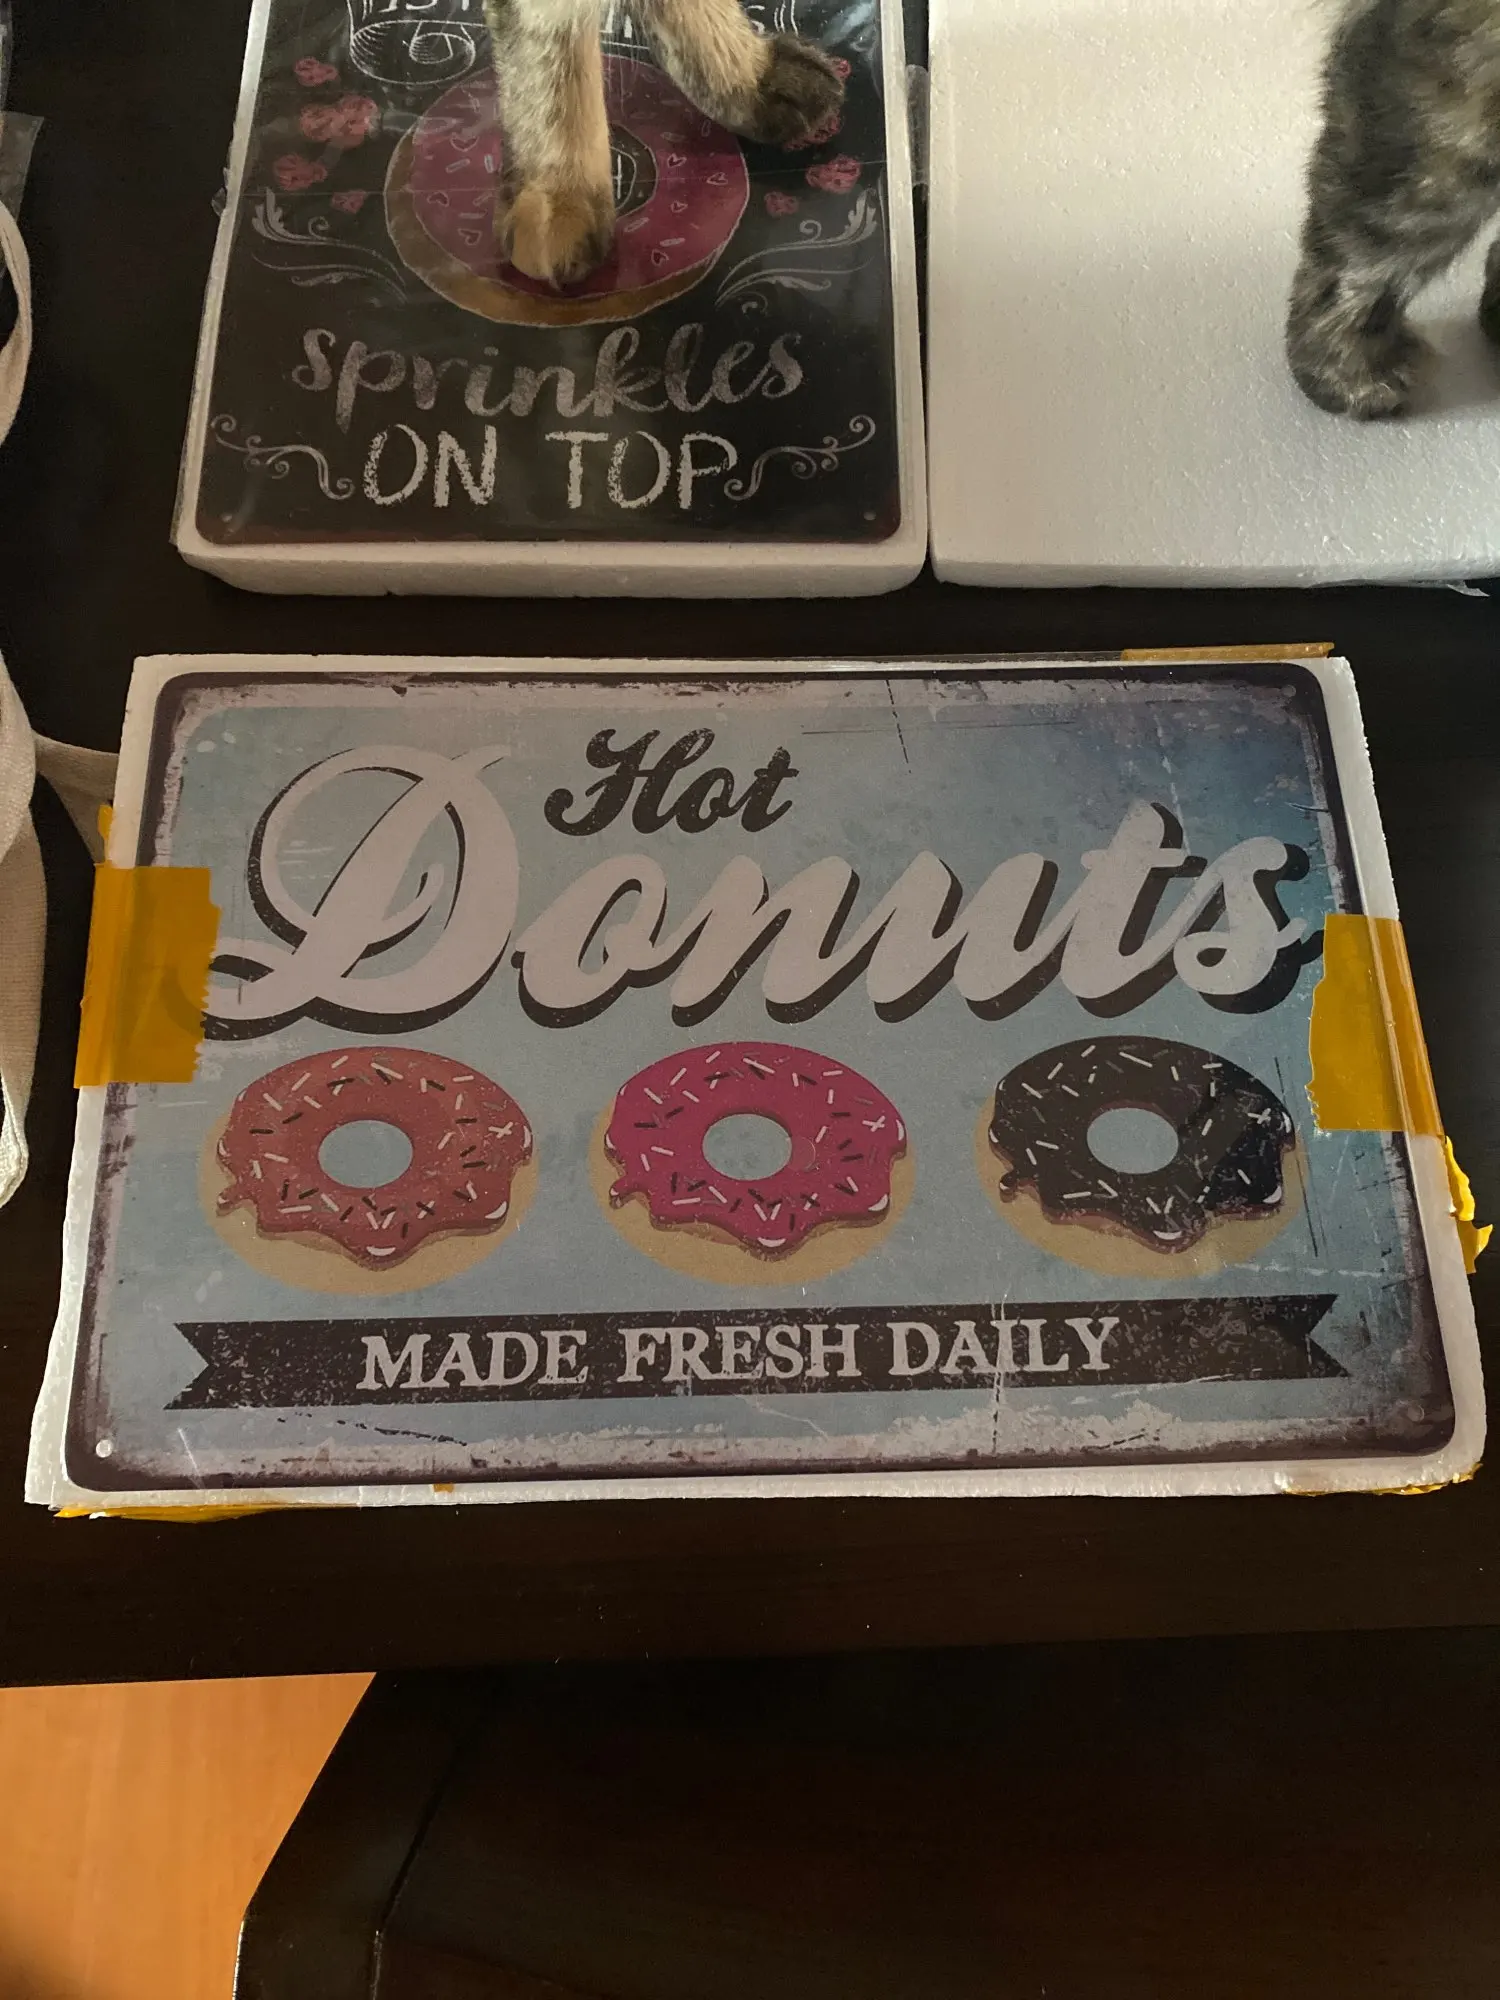 sprinkles
ON TOP
Hot
Donuts
MADE FRESH DAILY